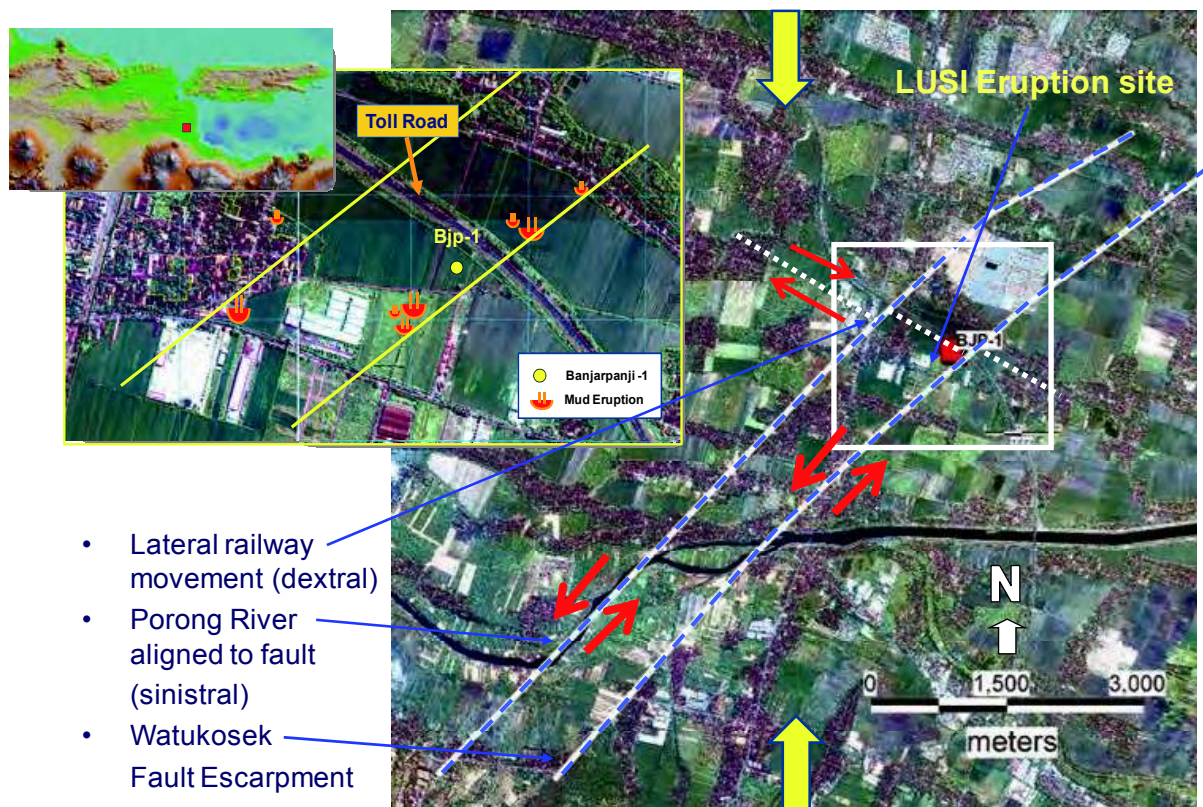 LUSI Eruption site
Toll Road
Bjp-1
BJP-1
Banjarpanji -1
Mud Eruption
• Lateral railway
movement (dextral)
• Porong River
aligned to fault
(sinistral)
• Watukosek
Fault Escarpment
N
0 1,500 3.000
meters